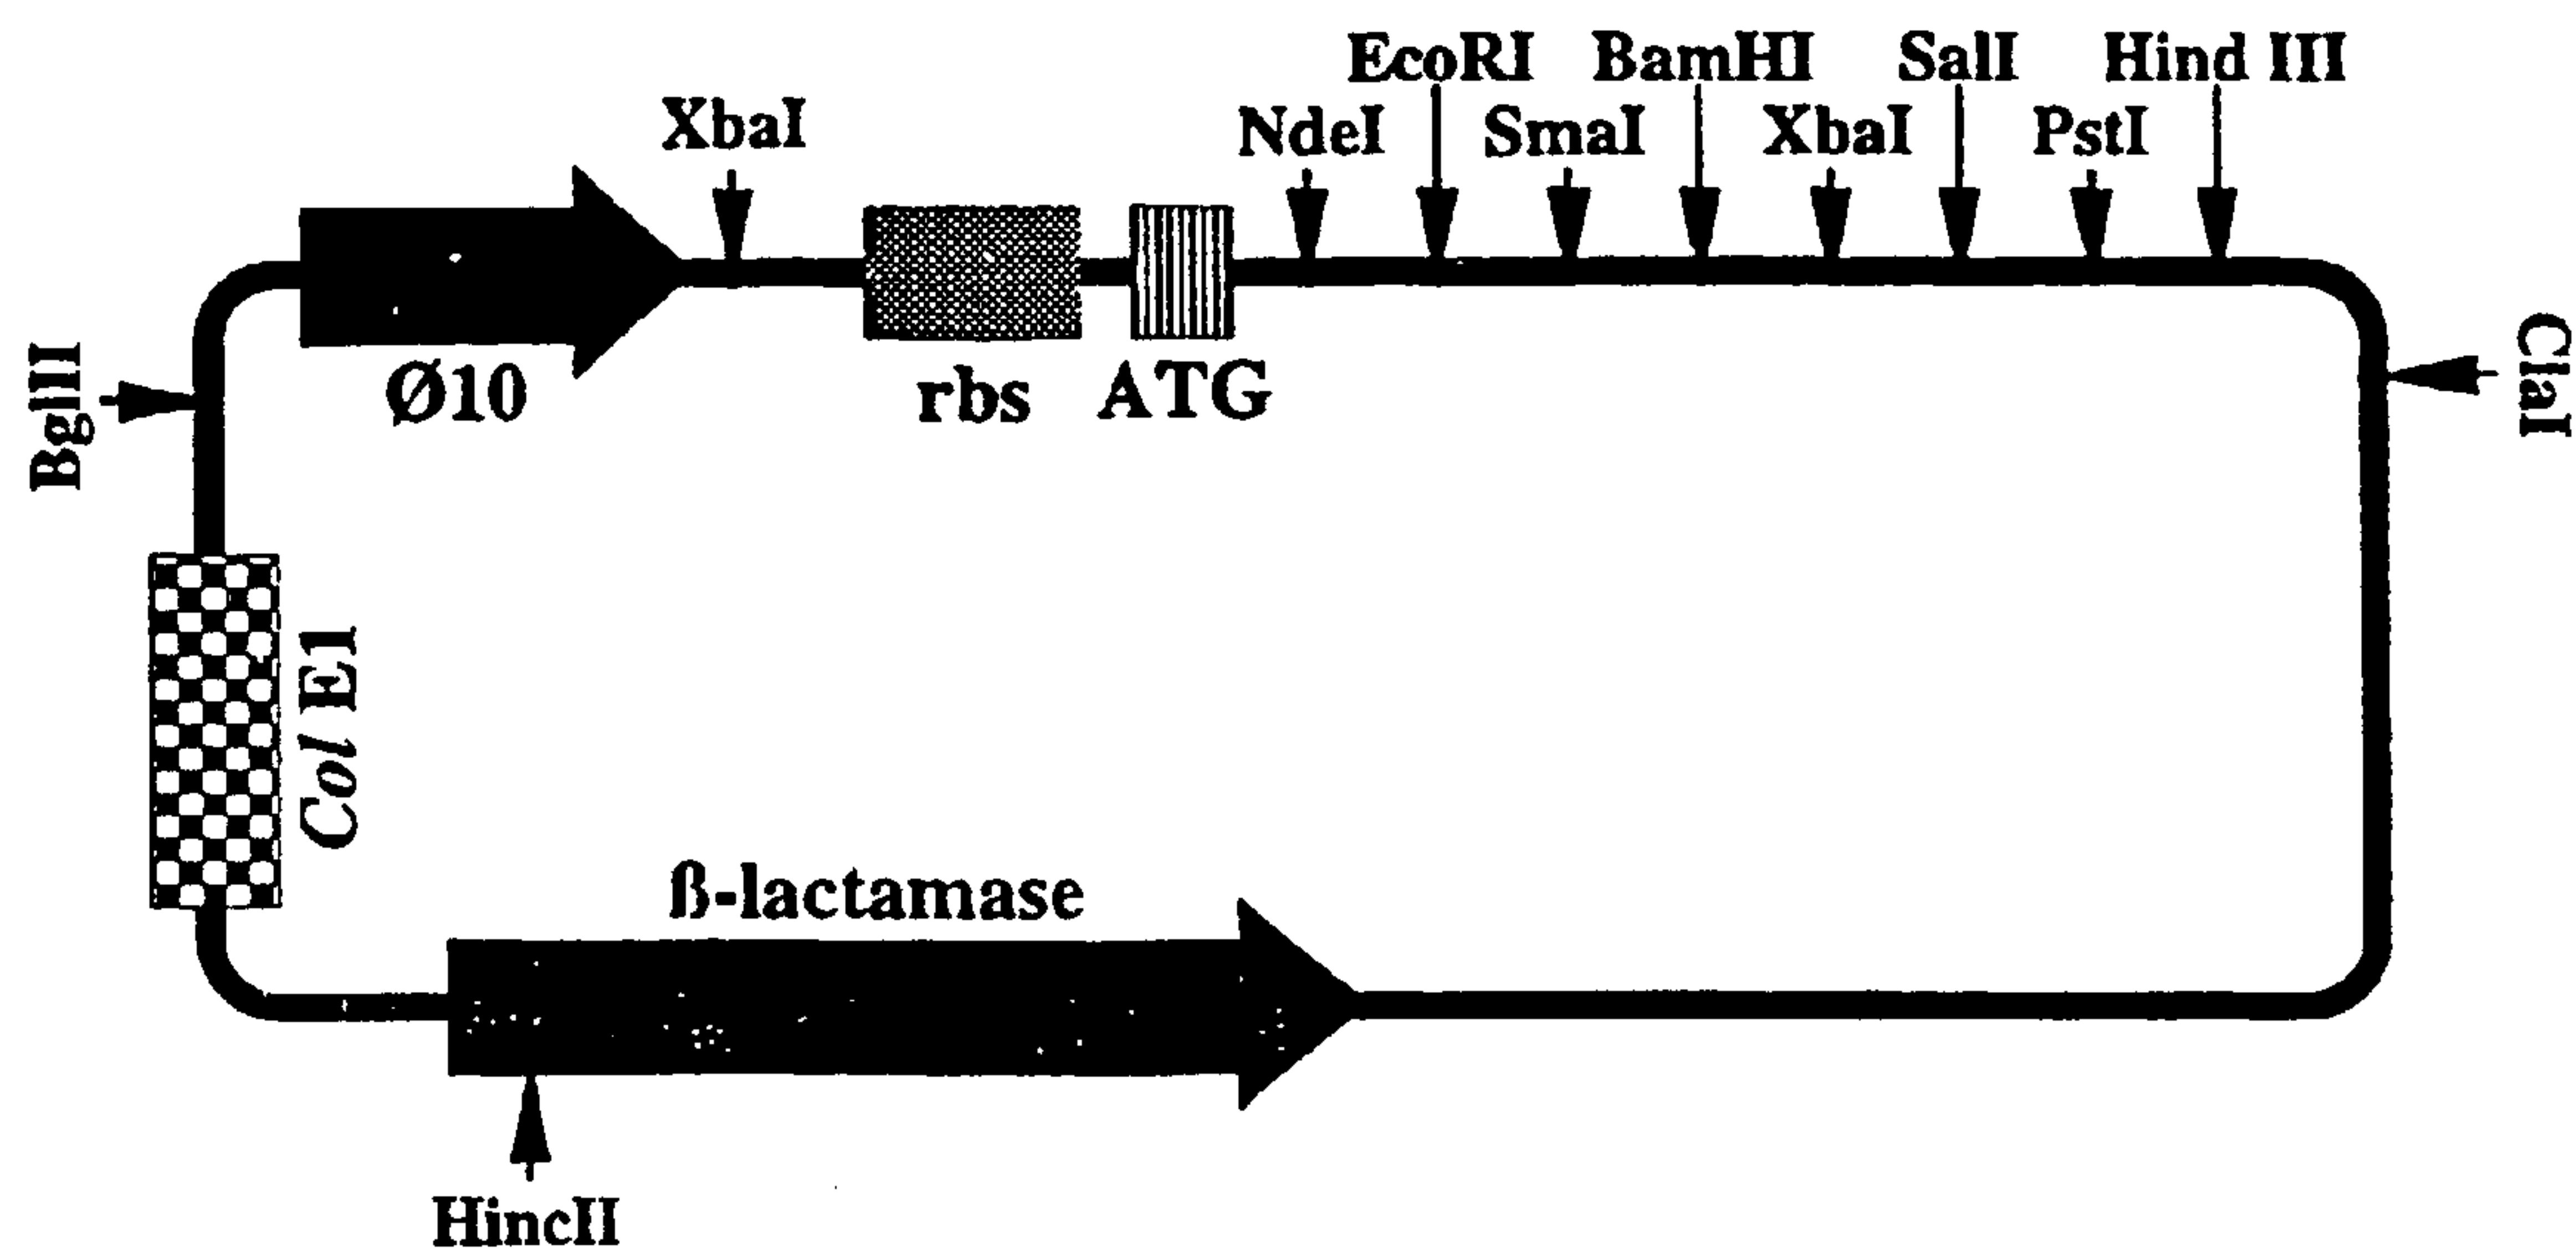 EcoRI BamHI SalI Hind III
XbaI NdeI SmaI XbaI PstI
BglII
ClaI
Ø10 rbs ATG
Col E1
ß-lactamase
HincII